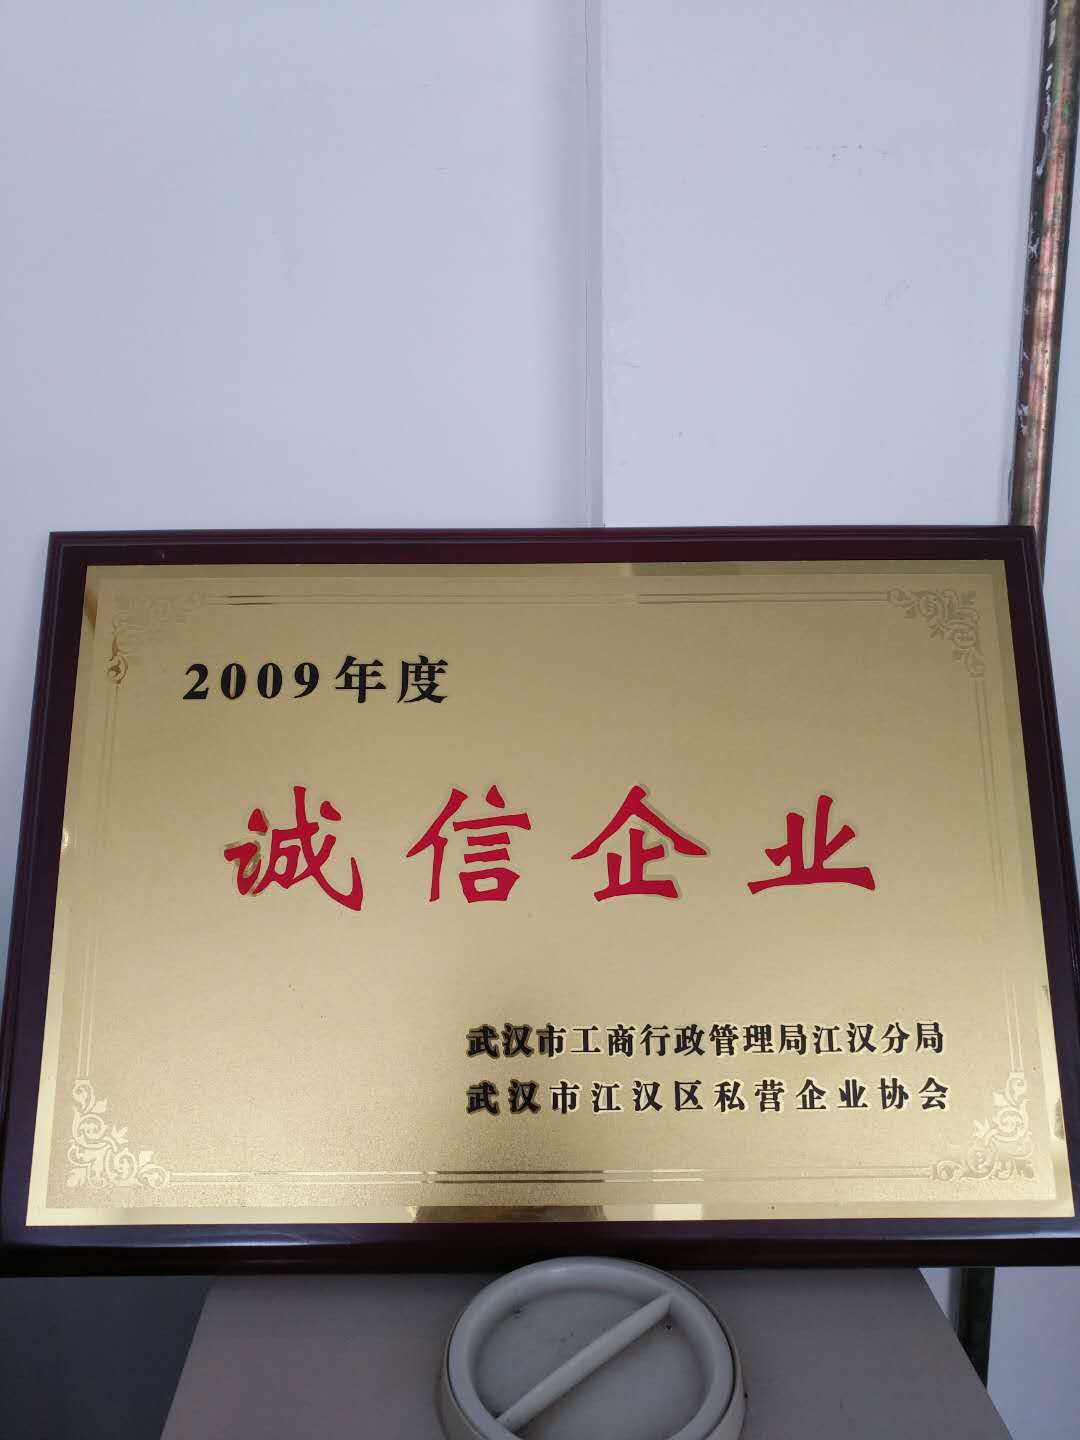 2009年度
诚信企业
武汉市工商行政管理局江汉分局
武汉市江汉区私营企业协会